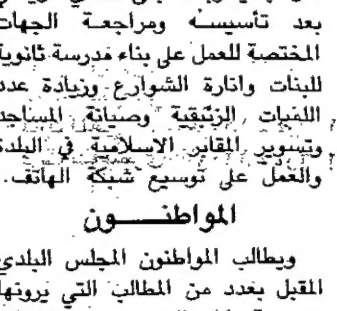 بعد تأسيسه ومراجعة الجهات
المختصة للعمل على بناء مدرسة ثانوية
للبنات وانارة الشوارع وزيادة عدد
اللمبات الزئبقية وصيانة المساجد
وتسوير المقابر الاسلامية في البلدة
والعمل على توسيع شبكة الهاتف.
المواطنــــون
ويطالب المواطنون المجلس البلدي
المقبل بعدد من المطالب التي يرونها